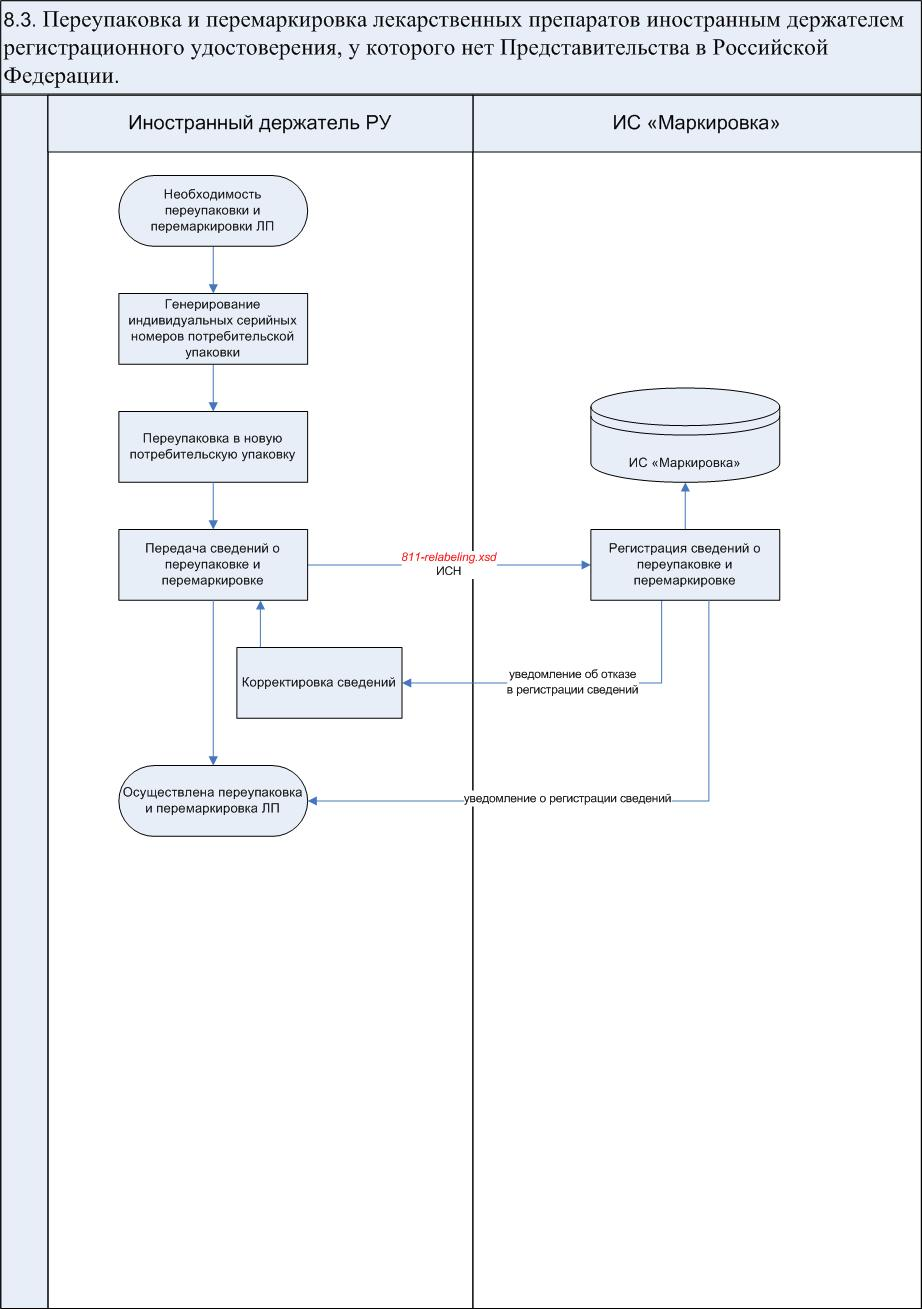 8.3. Переупаковка и перемаркировка лекарственных препаратов иностранным держателем
регистрационного удостоверения, у которого нет Представительства в Российской
Федерации.
Иностранный держатель РУ
ИС «Маркировка»
Необходимость
переупаковки и
перемаркировки ЛП
Генерирование
индивидуальных серийных
номеров потребительской
упаковки
Переупаковка в новую
потребительскую упаковку
ИС «Маркировка»
Передача сведений о
переупаковке и
перемаркировке
811-relabeling.xsd
ИСН
Регистрация сведений о
переупаковке и
перемаркировке
Корректировка сведений
уведомление об отказе
в регистрации сведений
Осуществлена переупаковка
и перемаркировка ЛП
уведомление о регистрации сведений